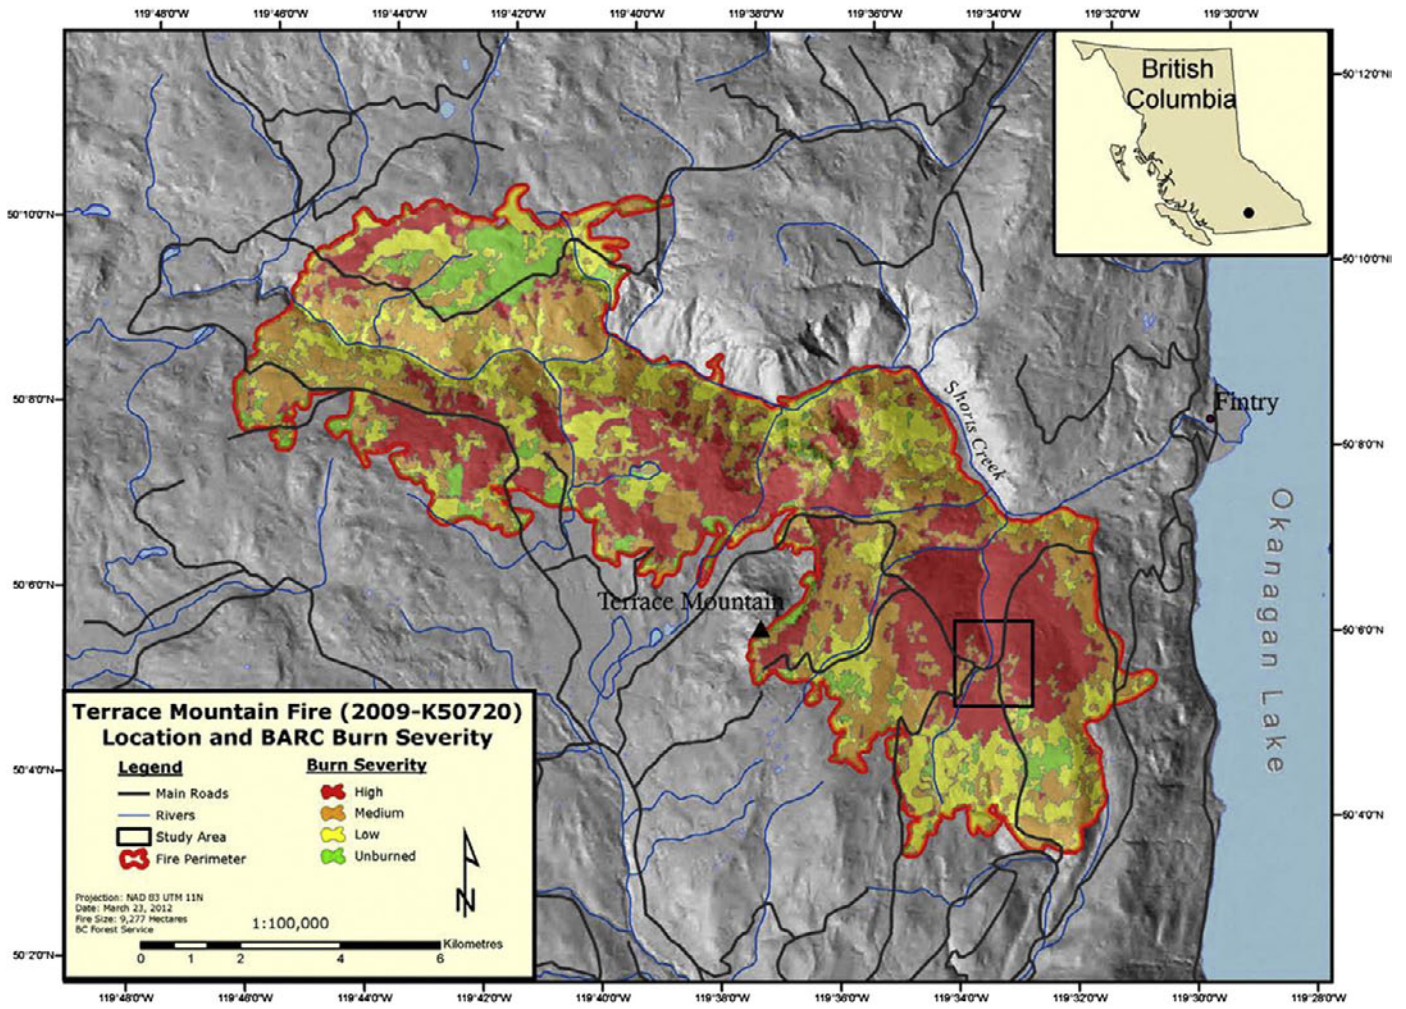 119°48'0"W 119°46'0"W 119°44'0"W 119°42'0"W 119°40'0"W 119°38'0"W 119°36'0"W 119°34'0"W 119°32'0"W 119°30'0"W
British
Columbia
50°12'0"N
50°10'0"N
50°10'0"N
50°8'0"N
Shorts Creek
Fintry
50°8'0"N
Okanagan Lake
50°6'0"N
Terrace Mountain
50°6'0"N
Terrace Mountain Fire (2009-K50720)
Location and BARC Burn Severity
Legend
Main Roads
Rivers
Study Area
Fire Perimeter
Burn Severity
High
Medium
Low
Unburned
N
50°4'0"N
50°4'0"N
Projection: NAD 83 UTM 11N
Date: March 23, 2012
Fire Size: 9,277 Hectares
BC Forest Service
1:100,000
Kilometres
0 1 2 4 6
50°2'0"N
119°48'0"W 119°46'0"W 119°44'0"W 119°42'0"W 119°40'0"W 119°38'0"W 119°36'0"W 119°34'0"W 119°32'0"W 119°30'0"W 119°28'0"W